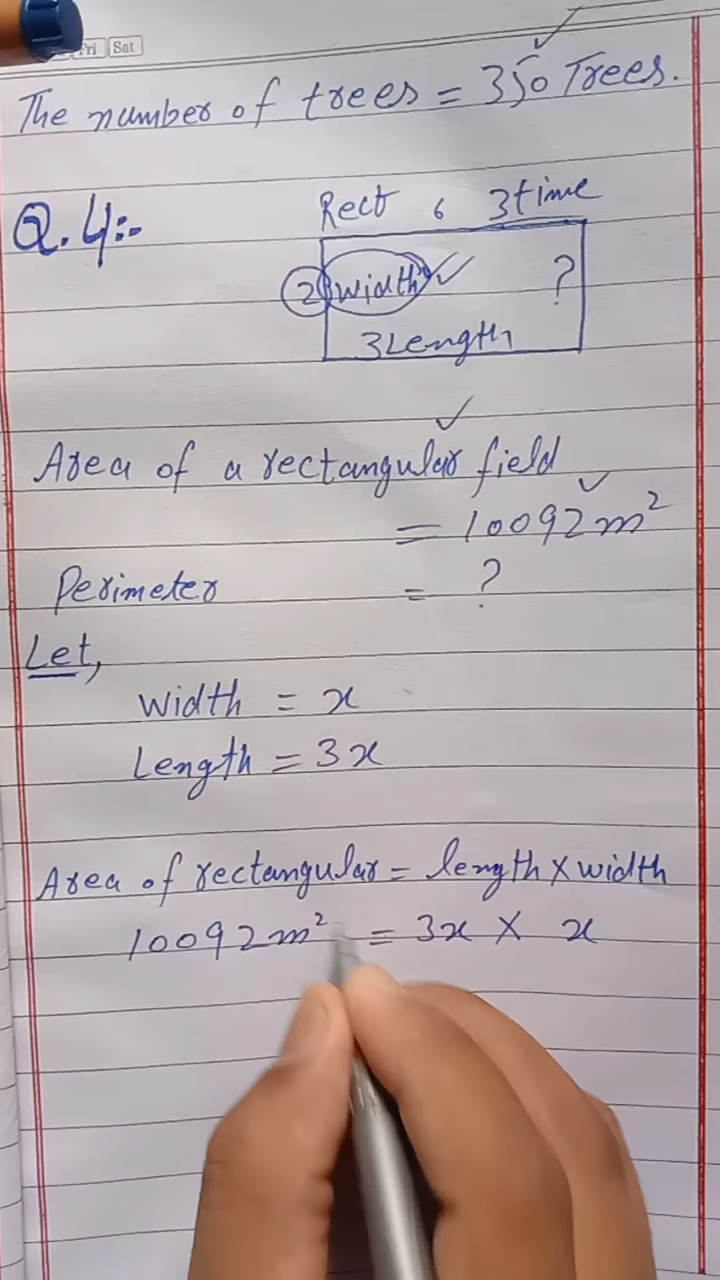 Fri Sat
The number of trees = 350 Trees.
Q.4:-
Rect 6 3time
2 width
?
3Length
Area of a rectangular field
= 10092 m²
Perimeter = ?
Let,
Width = x
Length = 3x
Area of rectangular = length × width
10092 m² = 3x × x